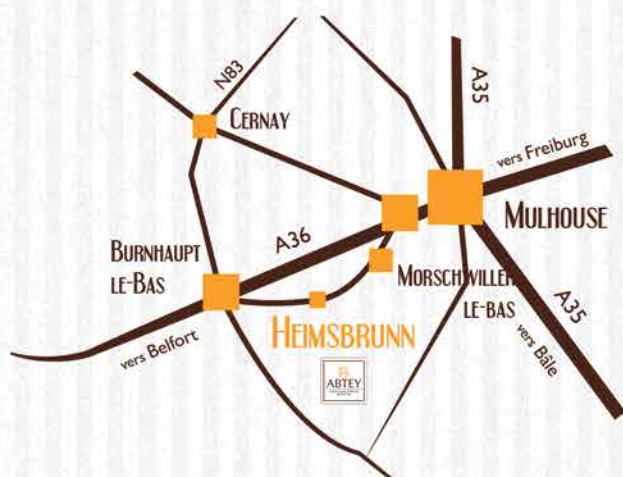 N83
A35
CERNAY
vers Freiburg
MULHOUSE
A36
BURNHAUPT
LE-BAS
MORSCHWILLER
LE-BAS
A35
vers Bâle
HEIMSBRUNN
vers Belfort
ABTEY